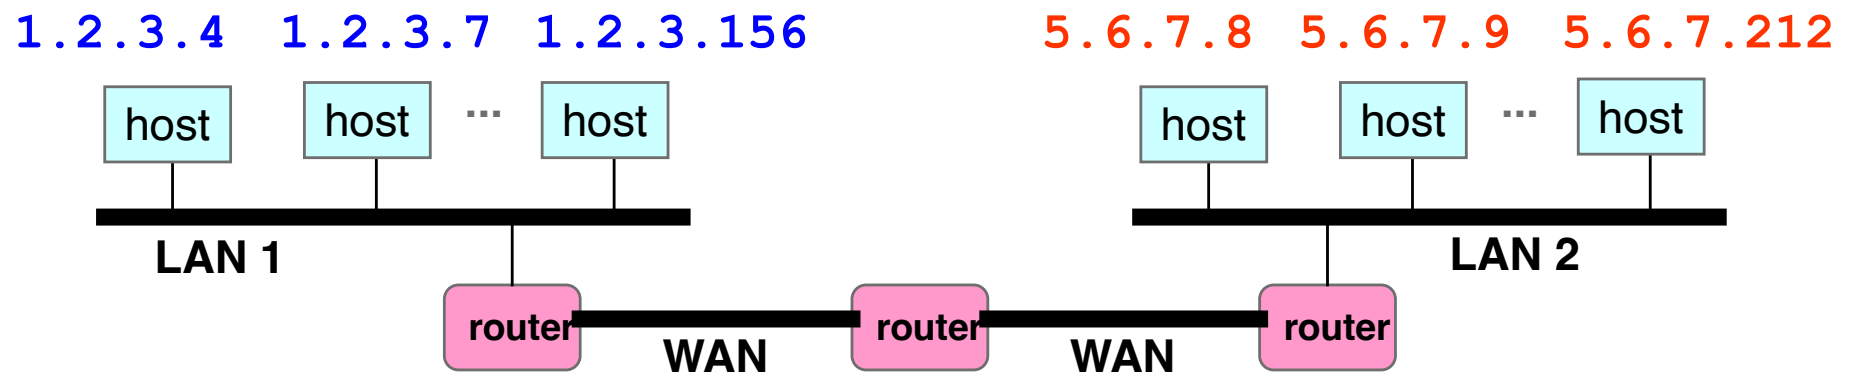 1.2.3.4 1.2.3.7 1.2.3.156 5.6.7.8 5.6.7.9 5.6.7.212
host host ... host host host ... host
LAN 1 LAN 2
router router router
WAN WAN